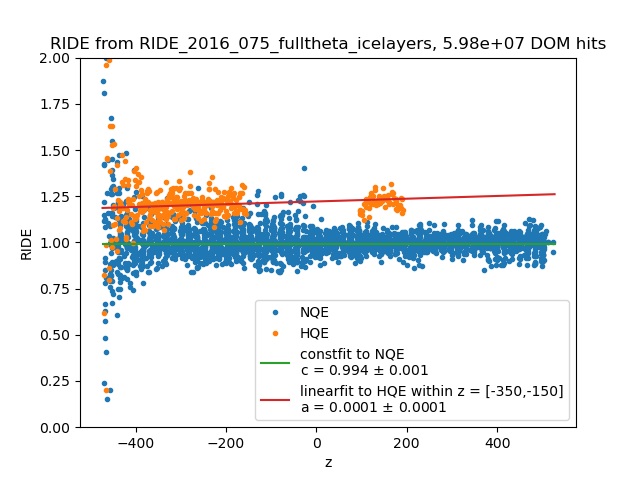 RIDE from RIDE_2016_075_fulltheta_icelayers, 5.98e+07 DOM hits
2.00
1.75
1.50
1.25
1.00
0.75
0.50
0.25
0.00
RIDE
NQE
HQE
constfit to NQE
c = 0.994 ± 0.001
linearfit to HQE within z = [-350,-150]
a = 0.0001 ± 0.0001
−400 −200 0 200 400
z